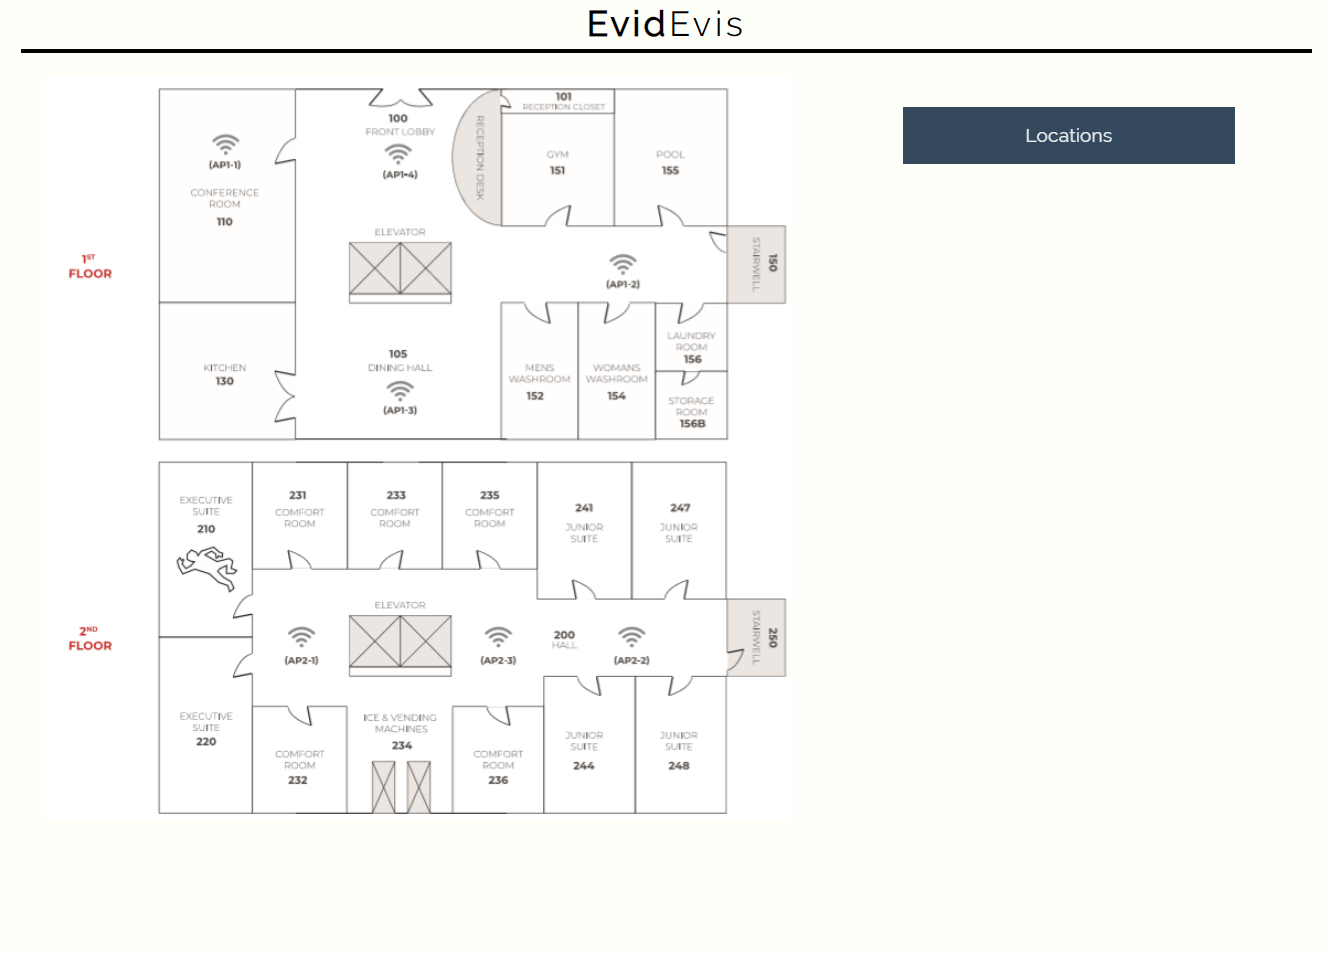 EvidEvis
Locations
1ST
FLOOR
(AP1-1)
CONFERENCE
ROOM
110
100
FRONT LOBBY
(AP1-4)
RECEPTION DESK
101
RECEPTION CLOSET
GYM
151
POOL
155
ELEVATOR
(AP1-2)
STAIRWELL
150
KITCHEN
130
105
DINING HALL
(AP1-3)
MENS
WASHROOM
152
WOMANS
WASHROOM
154
LAUNDRY
ROOM
156
STORAGE
ROOM
156B
2ND
FLOOR
EXECUTIVE
SUITE
210
231
COMFORT
ROOM
233
COMFORT
ROOM
235
COMFORT
ROOM
241
JUNIOR
SUITE
247
JUNIOR
SUITE
ELEVATOR
(AP2-1)
(AP2-3)
200
HALL
(AP2-2)
STAIRWELL
250
EXECUTIVE
SUITE
220
COMFORT
ROOM
232
ICE & VENDING
MACHINES
234
COMFORT
ROOM
236
JUNIOR
SUITE
244
JUNIOR
SUITE
248